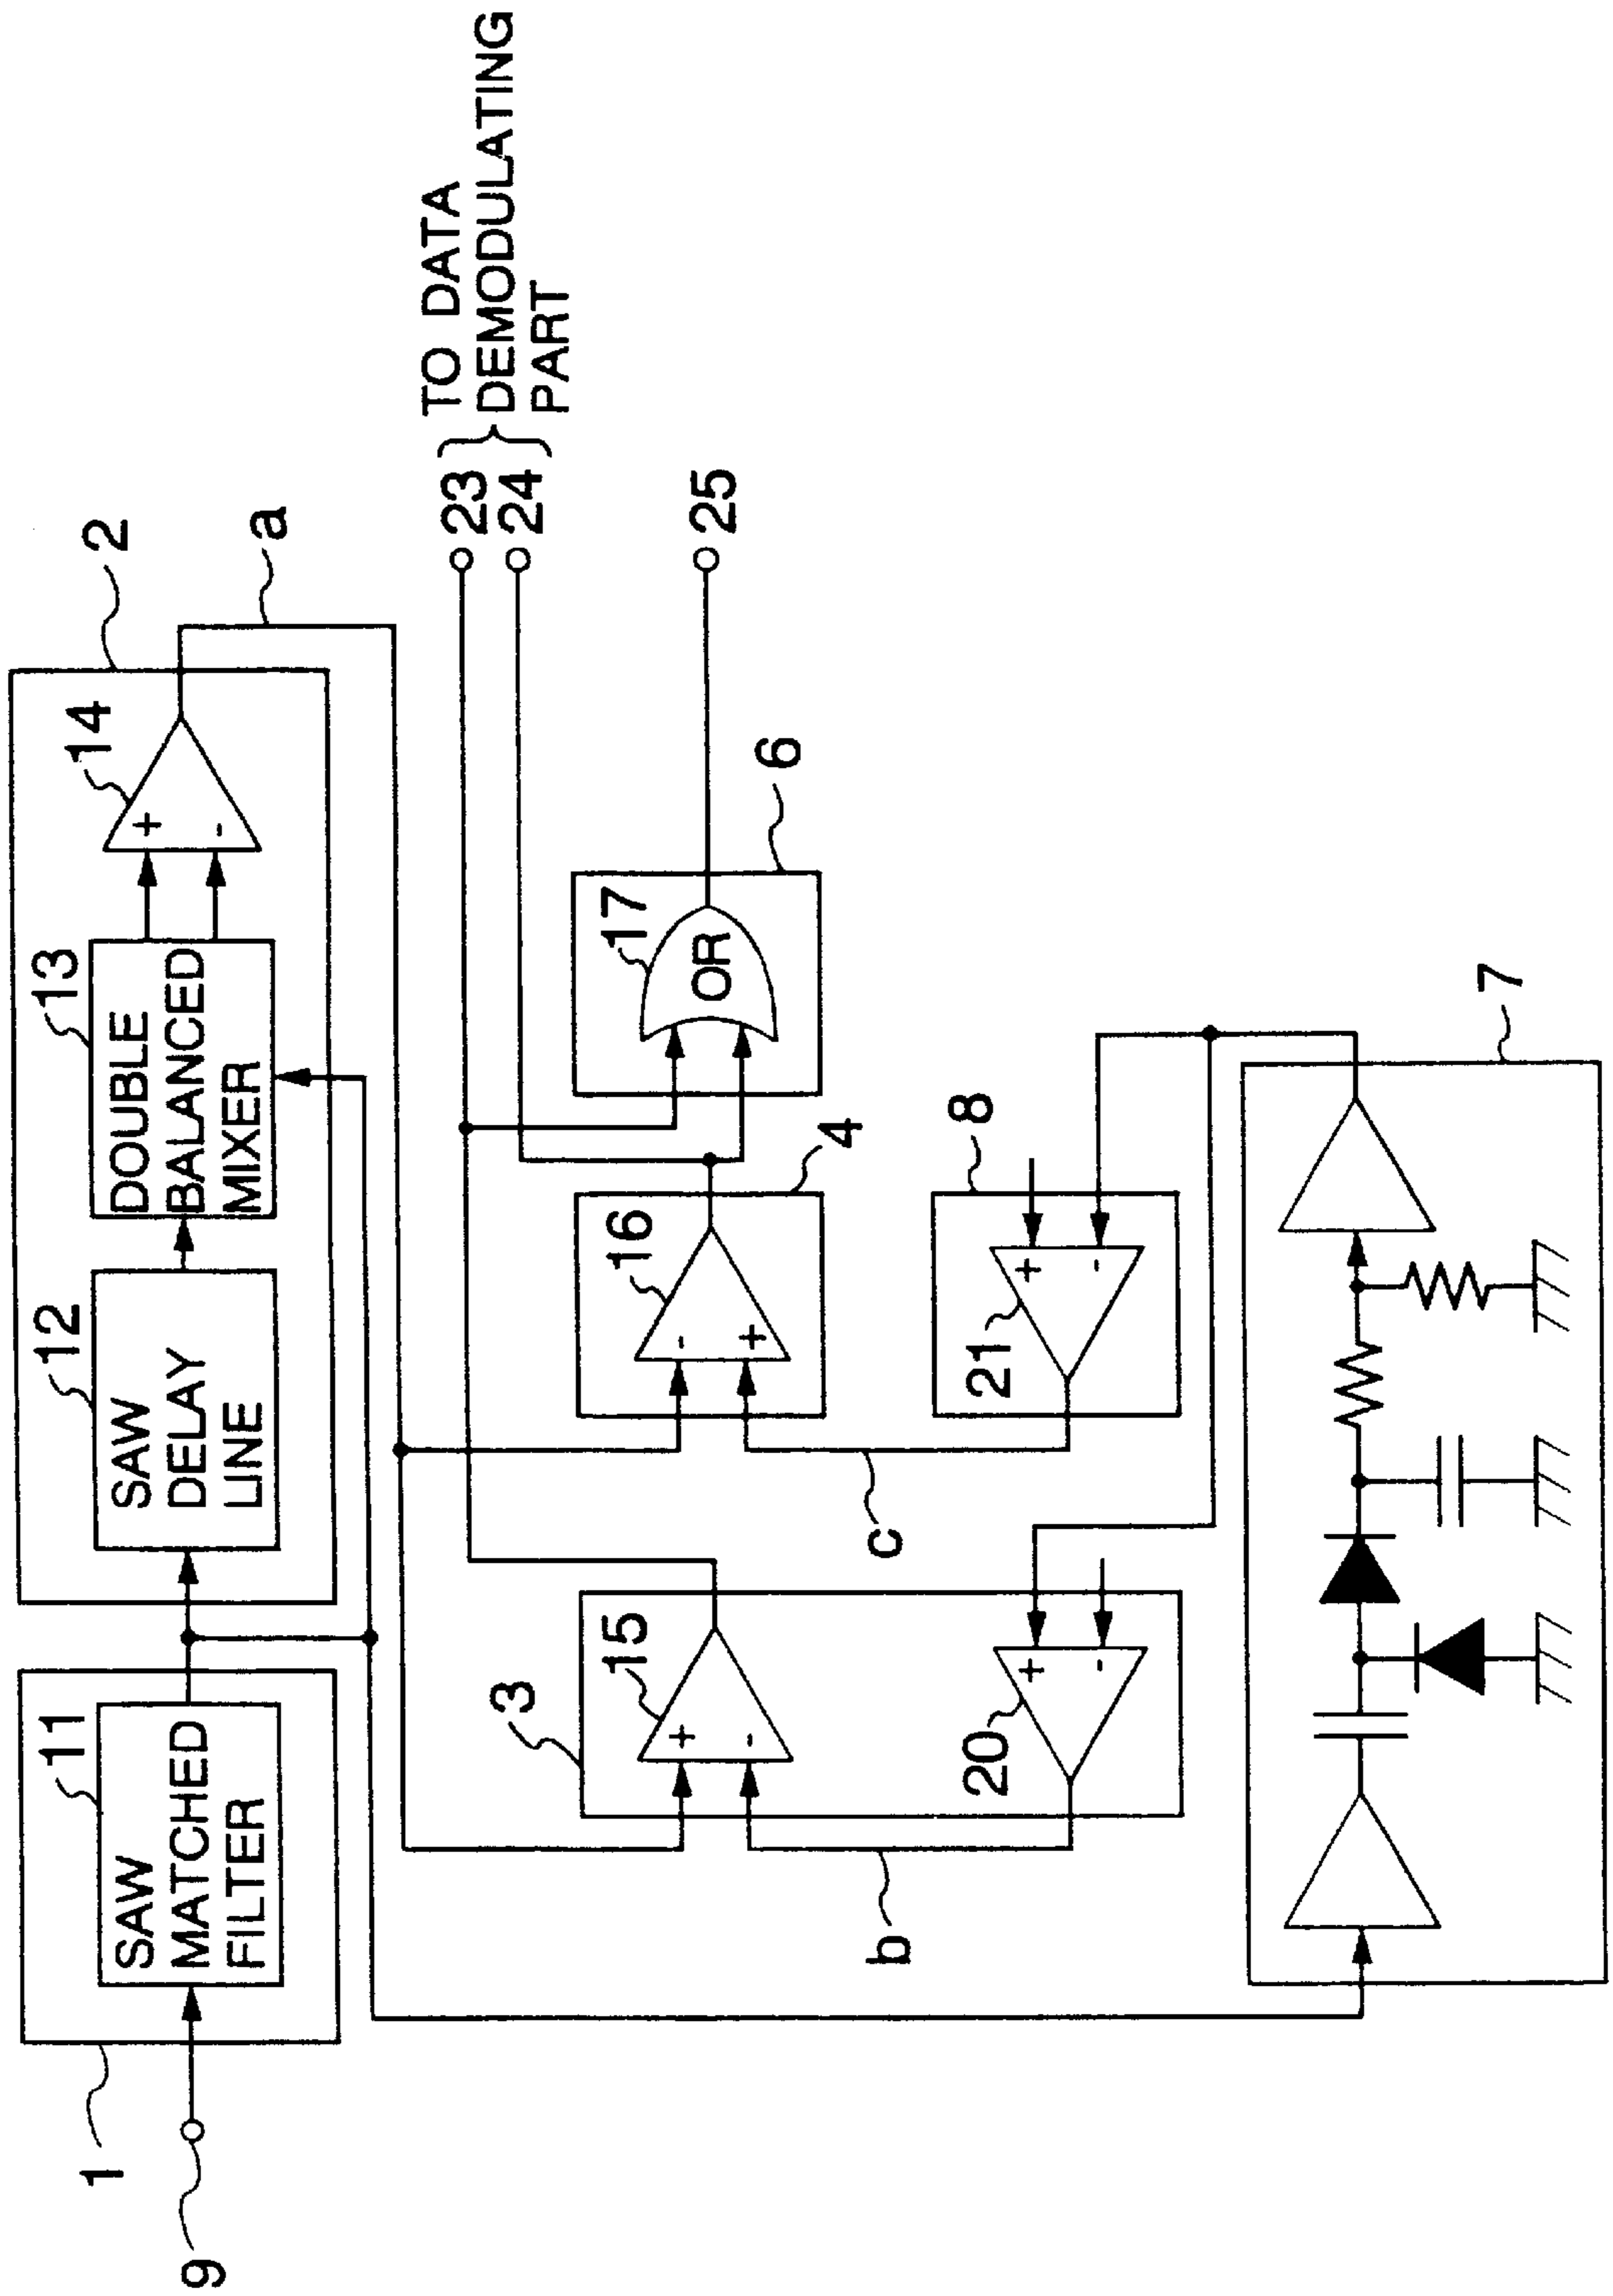 9
1
11
SAW
MATCHED
FILTER
2
12
SAW
DELAY
LINE
13
DOUBLE
BALANCED
MIXER
14
+
-
a
23
24
TO DATA
DEMODULATING
PART
3
15
+
-
20
+
-
b
4
16
-
+
c
6
17
OR
25
8
21
+
-
7